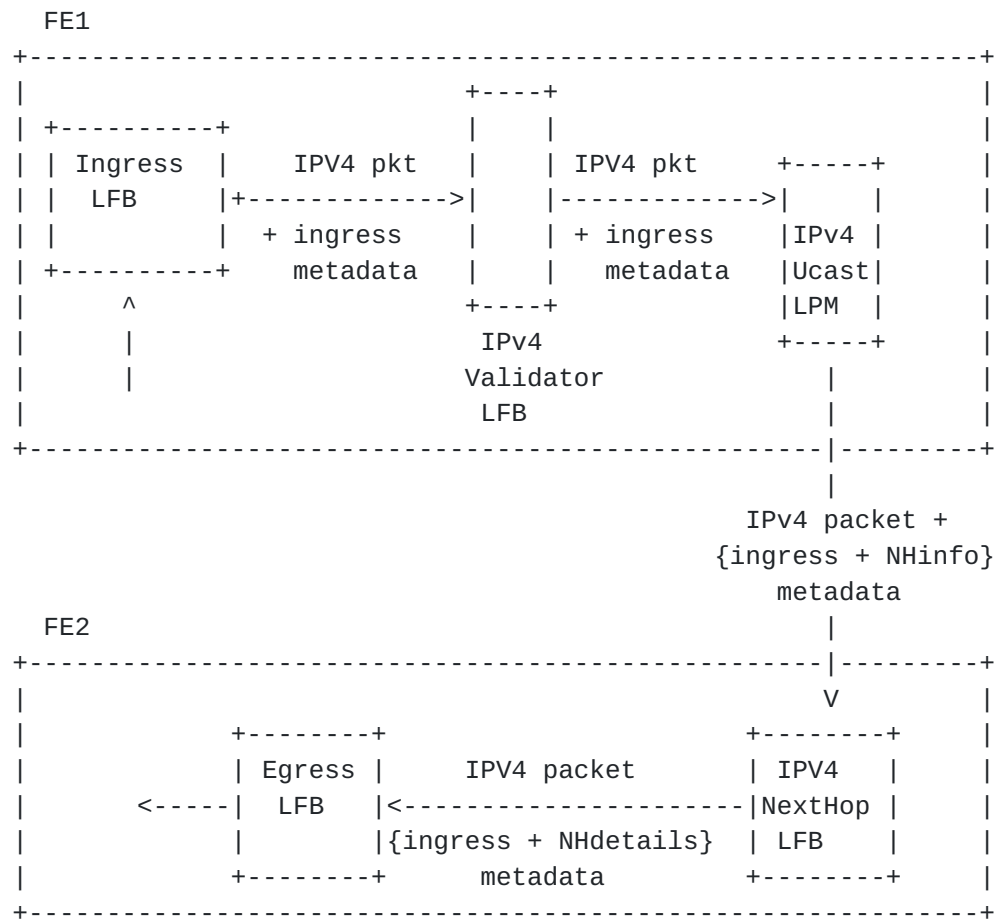 FE1
Ingress LFB
IPV4 pkt
+ ingress metadata
IPv4 Validator LFB
IPV4 pkt
+ ingress metadata
IPv4 Ucast LPM
IPv4 packet +
{ingress + NHinfo}
metadata
FE2
Egress LFB
IPV4 packet
{ingress + NHdetails}
metadata
IPV4 NextHop LFB